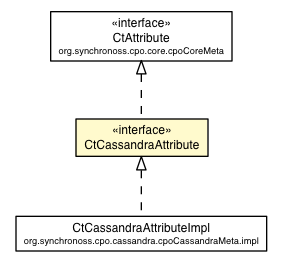 «interface»
CtAttribute
org.synchronoss.cpo.core.cpoCoreMeta
«interface»
CtCassandraAttribute
CtCassandraAttributeImpl
org.synchronoss.cpo.cassandra.cpoCassandraMeta.impl